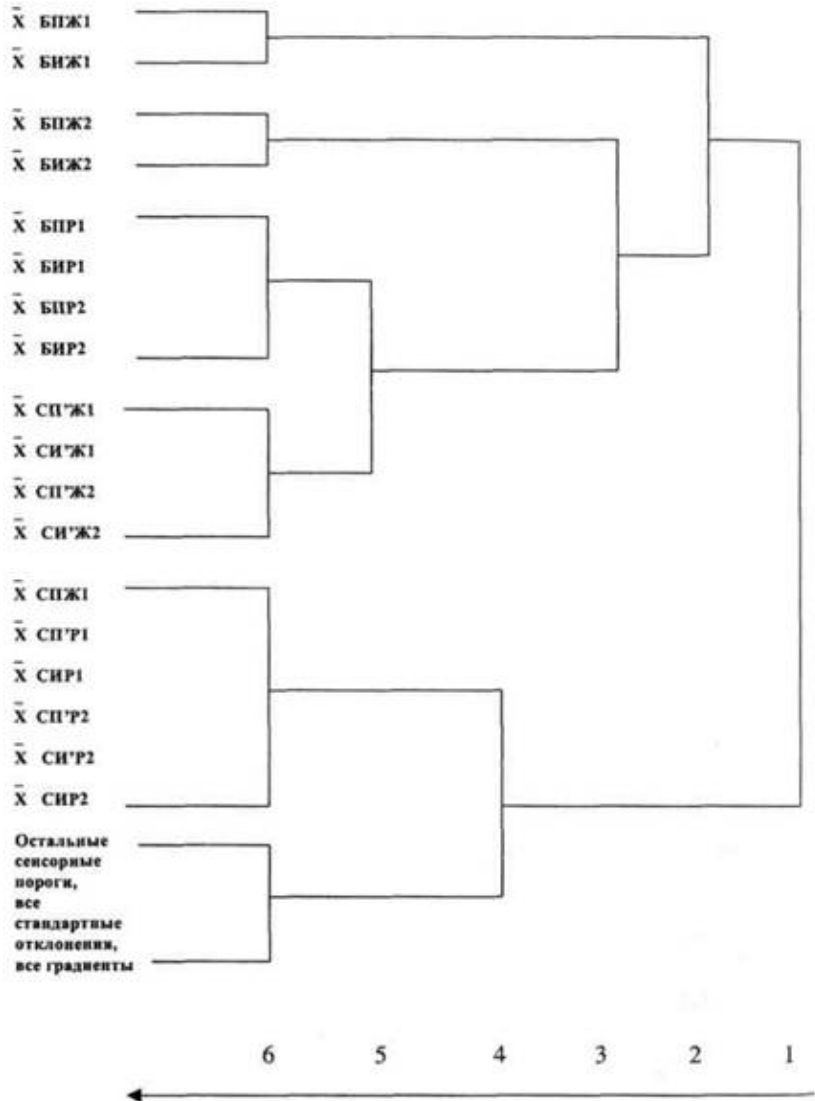 X̄ БПЖ1
X̄ БИЖ1
X̄ БПЖ2
X̄ БИЖ2
X̄ БПР1
X̄ БИР1
X̄ БПР2
X̄ БИР2
X̄ СП'Ж1
X̄ СИ'Ж1
X̄ СП'Ж2
X̄ СИ'Ж2
X̄ СПЖ1
X̄ СП'Р1
X̄ СИР1
X̄ СП'Р2
X̄ СИ'Р2
X̄ СИР2
Остальные
сенсорные
пороги,
все
стандартные
отклонения,
все градиенты
6 5 4 3 2 1